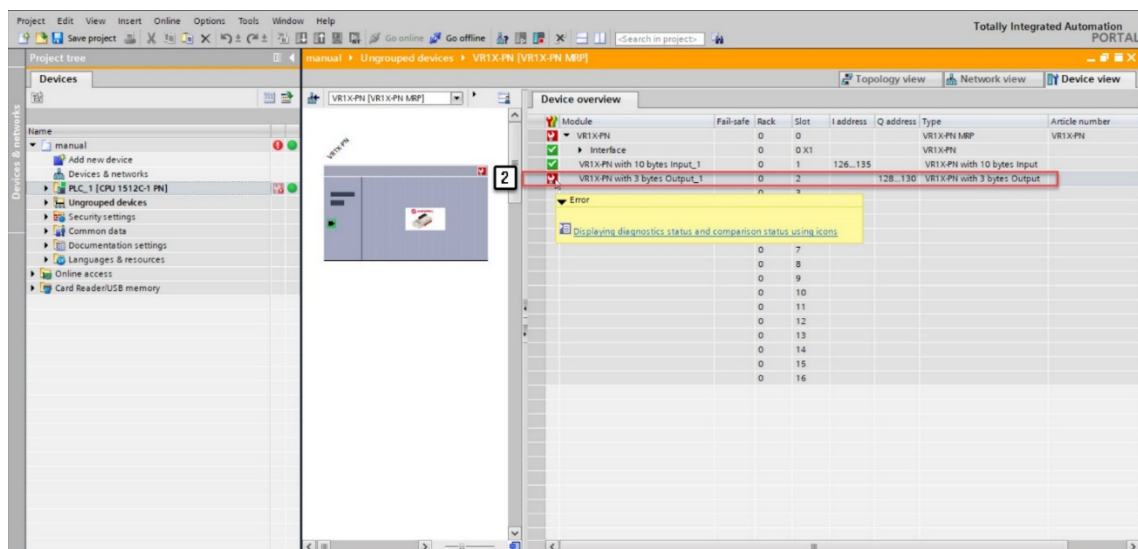 Project Edit View Insert Online Options Tools Window Help
Totally Integrated Automation
PORTAL
Save project
Go online Go offline
<Search in project>
Project tree
manual Ungrouped devices VR1X-PN [VR1X-PN MRP]
Devices
Topology view Network view Device view
VR1X-PN [VR1X-PN MRP]
Device overview
Devices & networks
Name
manual
Add new device
Devices & networks
PLC_1 [CPU 1512C-1 PN]
Ungrouped devices
Security settings
Common data
Documentation settings
Languages & resources
Online access
Card Reader/USB memory
VR1X-PN
2
Module Fail-safe Rack Slot I address Q address Type Article number
VR1X-PN 0 0 VR1X-PN MRP VR1X-PN
Interface 0 0 X1 VR1X-PN
VR1X-PN with 10 bytes Input_1 0 1 126...135 VR1X-PN with 10 bytes Input
VR1X-PN with 3 bytes Output_1 0 2 128...130 VR1X-PN with 3 bytes Output
0 3
Error
Displaying diagnostics status and comparison status using icons
0 7
0 8
0 9
0 10
0 11
0 12
0 13
0 14
0 15
0 16